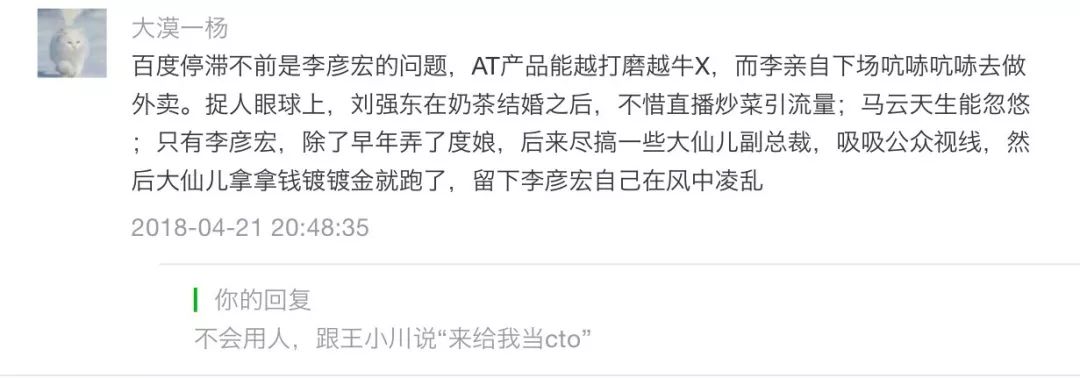 大漠一杨
百度停滞不前是李彦宏的问题，AT产品能越打磨越牛X，而李亲自下场吭哧吭哧去做
外卖。捉人眼球上，刘强东在奶茶结婚之后，不惜直播炒菜引流量；马云天生能忽悠
；只有李彦宏，除了早年弄了度娘，后来尽搞一些大仙儿副总裁，吸吸公众视线，然
后大仙儿拿拿钱镀镀金就跑了，留下李彦宏自己在风中凌乱
2018-04-21 20:48:35
你的回复
不会用人，跟王小川说“来给我当cto”